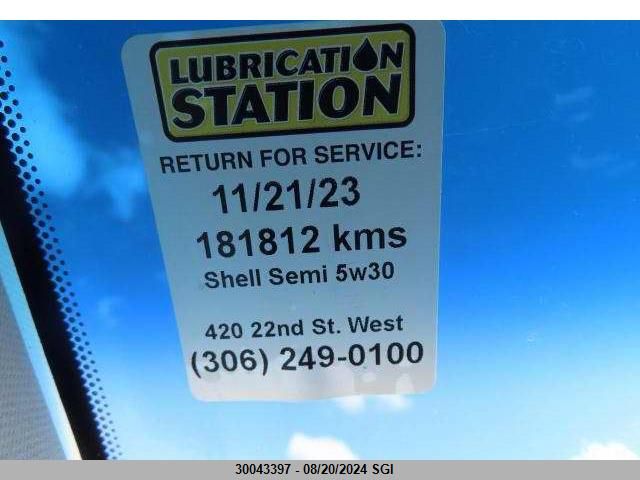 LUBRICATION
STATION
RETURN FOR SERVICE:
11/21/23
181812 kms
Shell Semi 5w30
420 22nd St. West
(306) 249-0100
30043397 - 08/20/2024 SGI